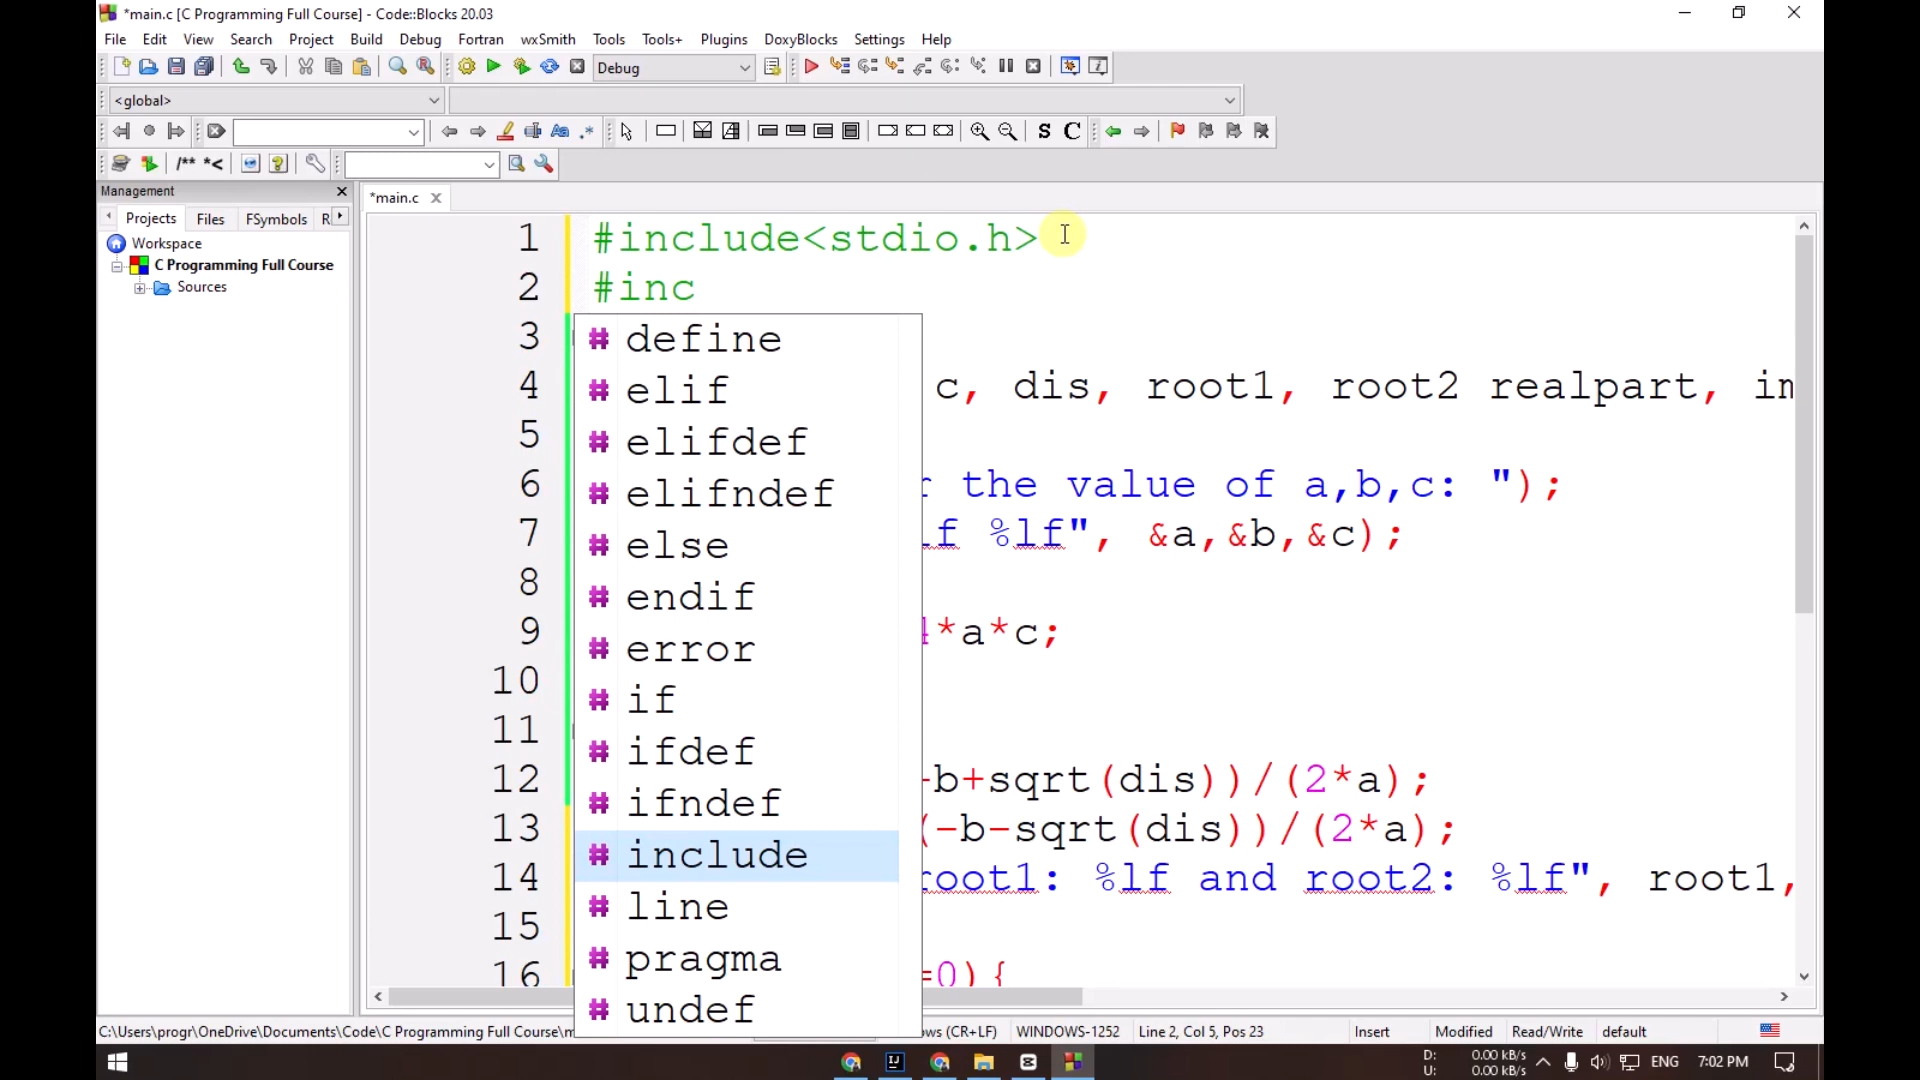 *main.c [C Programming Full Course] - Code::Blocks 20.03
File Edit View Search Project Build Debug Fortran wxSmith Tools Tools+ Plugins DoxyBlocks Settings Help
Debug
<global>
S C
/** *<
Management
Projects Files FSymbols R
*main.c
Workspace
C Programming Full Course
Sources
1 #include<stdio.h>
2 #inc
3
4 c, dis, root1, root2 realpart, im
5
6 r the value of a,b,c: ");
7 lf %lf", &a,&b,&c);
8
9 4*a*c;
10
11
12 -b+sqrt(dis))/(2*a);
13 (-b-sqrt(dis))/(2*a);
14 root1: %lf and root2: %lf", root1,
15
16 =0){
# define
# elif
# elifdef
# elifndef
# else
# endif
# error
# if
# ifdef
# ifndef
# include
# line
# pragma
# undef
C:\Users\progr\OneDrive\Documents\Code\C Programming Full Course\m ows (CR+LF) WINDOWS-1252 Line 2, Col 5, Pos 23 Insert Modified Read/Write default
D: 0.00 kB/s
U: 0.00 kB/s
ENG 7:02 PM